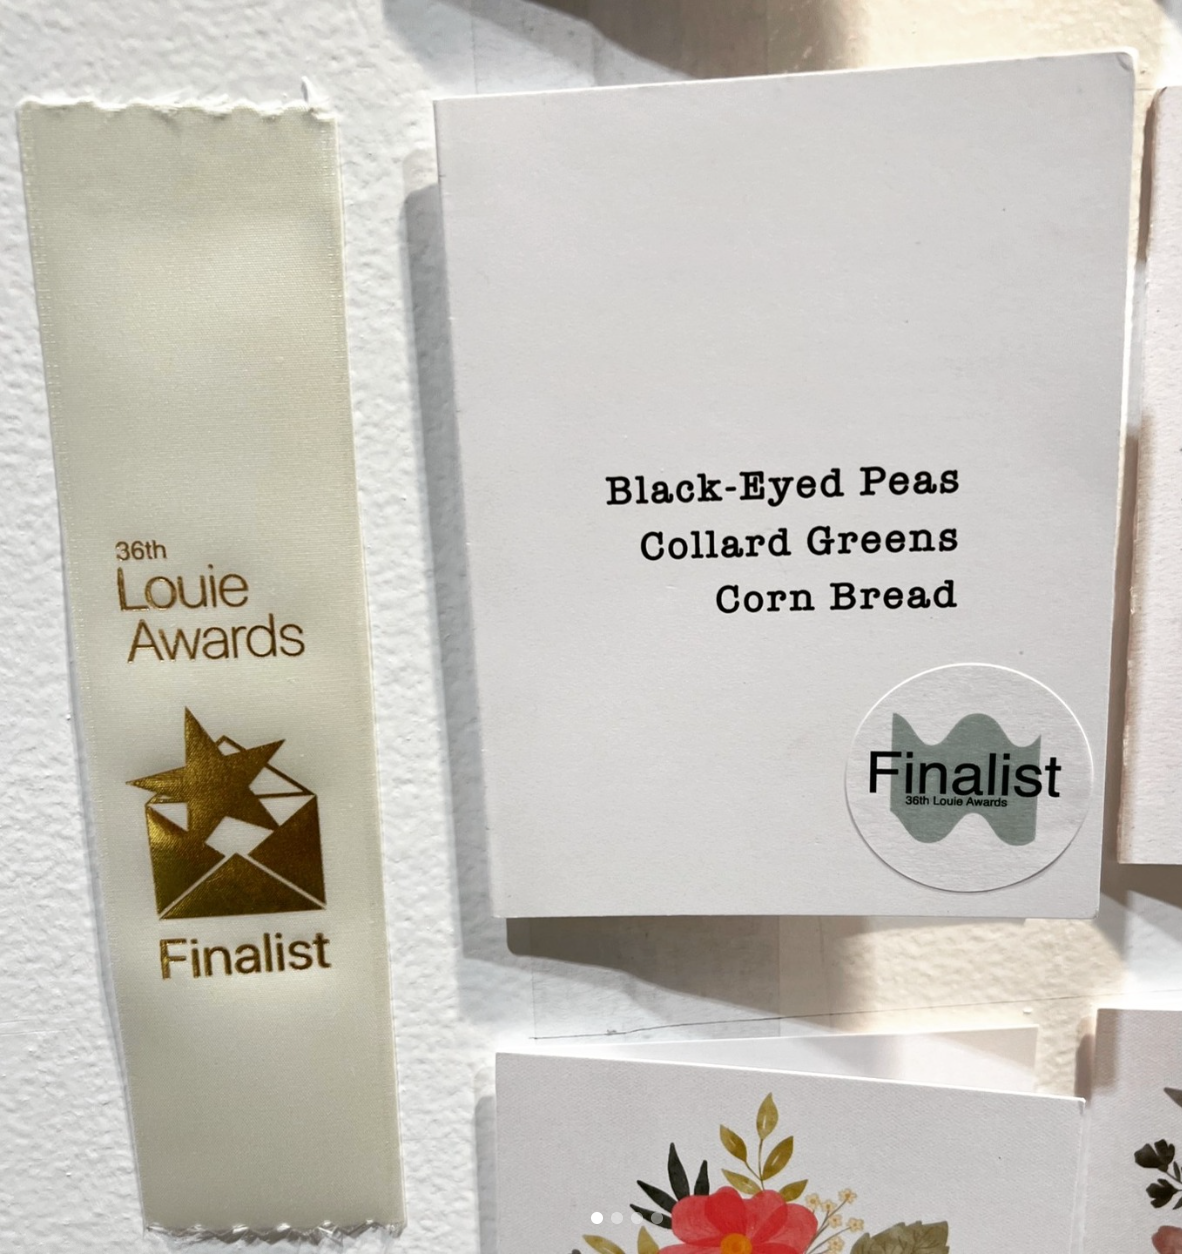 36th
Louie
Awards
Finalist
Black-Eyed Peas
Collard Greens
Corn Bread
Finalist
36th Louie Awards